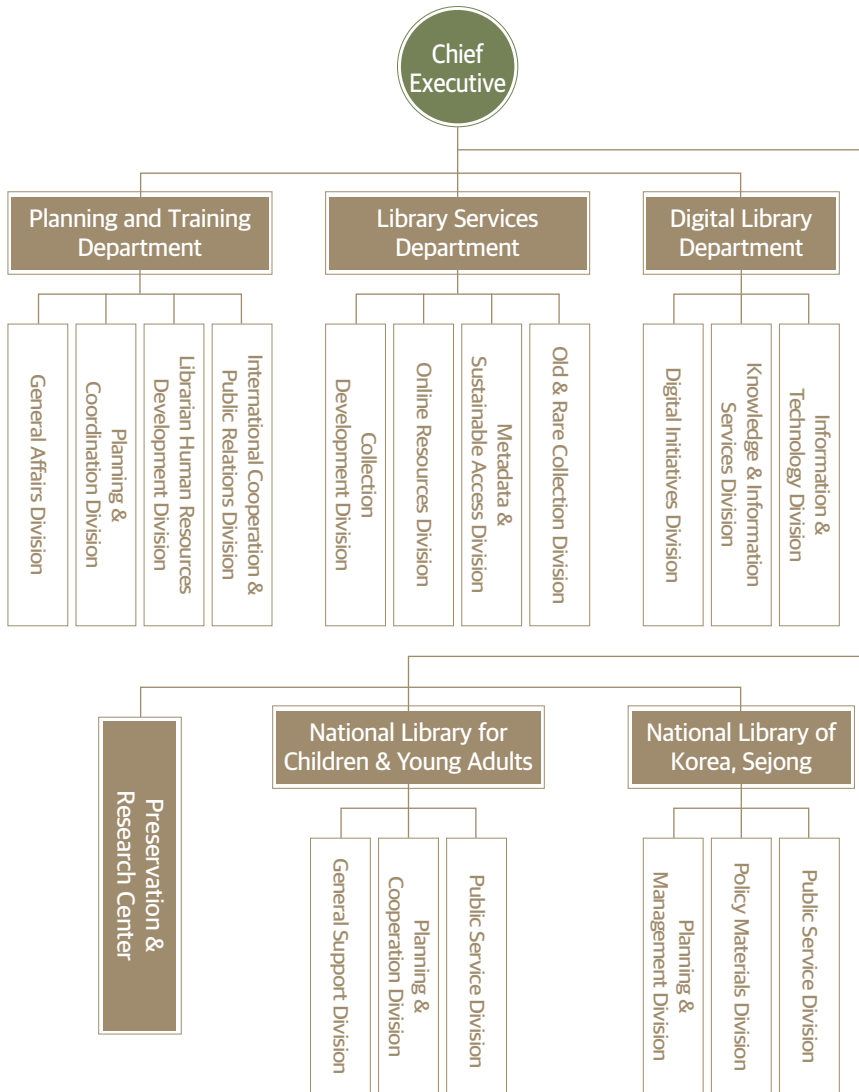 Chief
Executive
Planning and Training
Department
Library Services
Department
Digital Library
Department
General Affairs Division
Planning &
Coordination Division
Librarian Human Resources
Development Division
International Cooperation &
Public Relations Division
Collection
Development Division
Online Resources Division
Metadata &
Sustainable Access Division
Old & Rare Collection Division
Digital Initiatives Division
Knowledge & Information
Services Division
Information &
Technology Division
Preservation &
Research Center
National Library for
Children & Young Adults
National Library of
Korea, Sejong
General Support Division
Planning &
Cooperation Division
Public Service Division
Planning &
Management Division
Policy Materials Division
Public Service Division